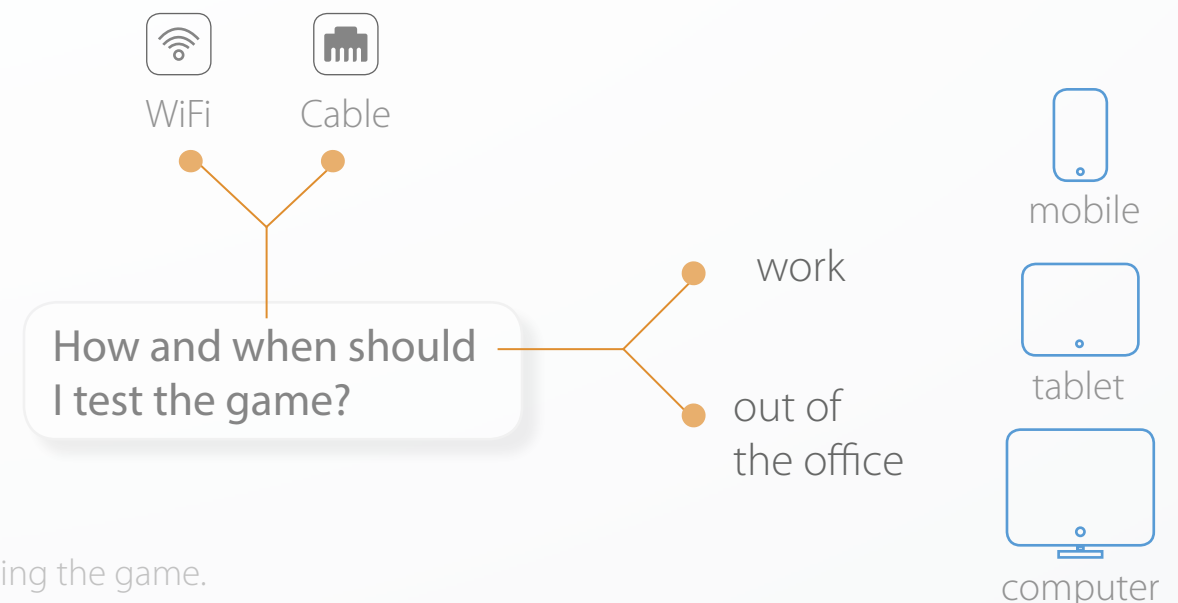 WiFi
Cable
mobile
work
How and when should
I test the game?
tablet
out of
the office
ing the game.
computer